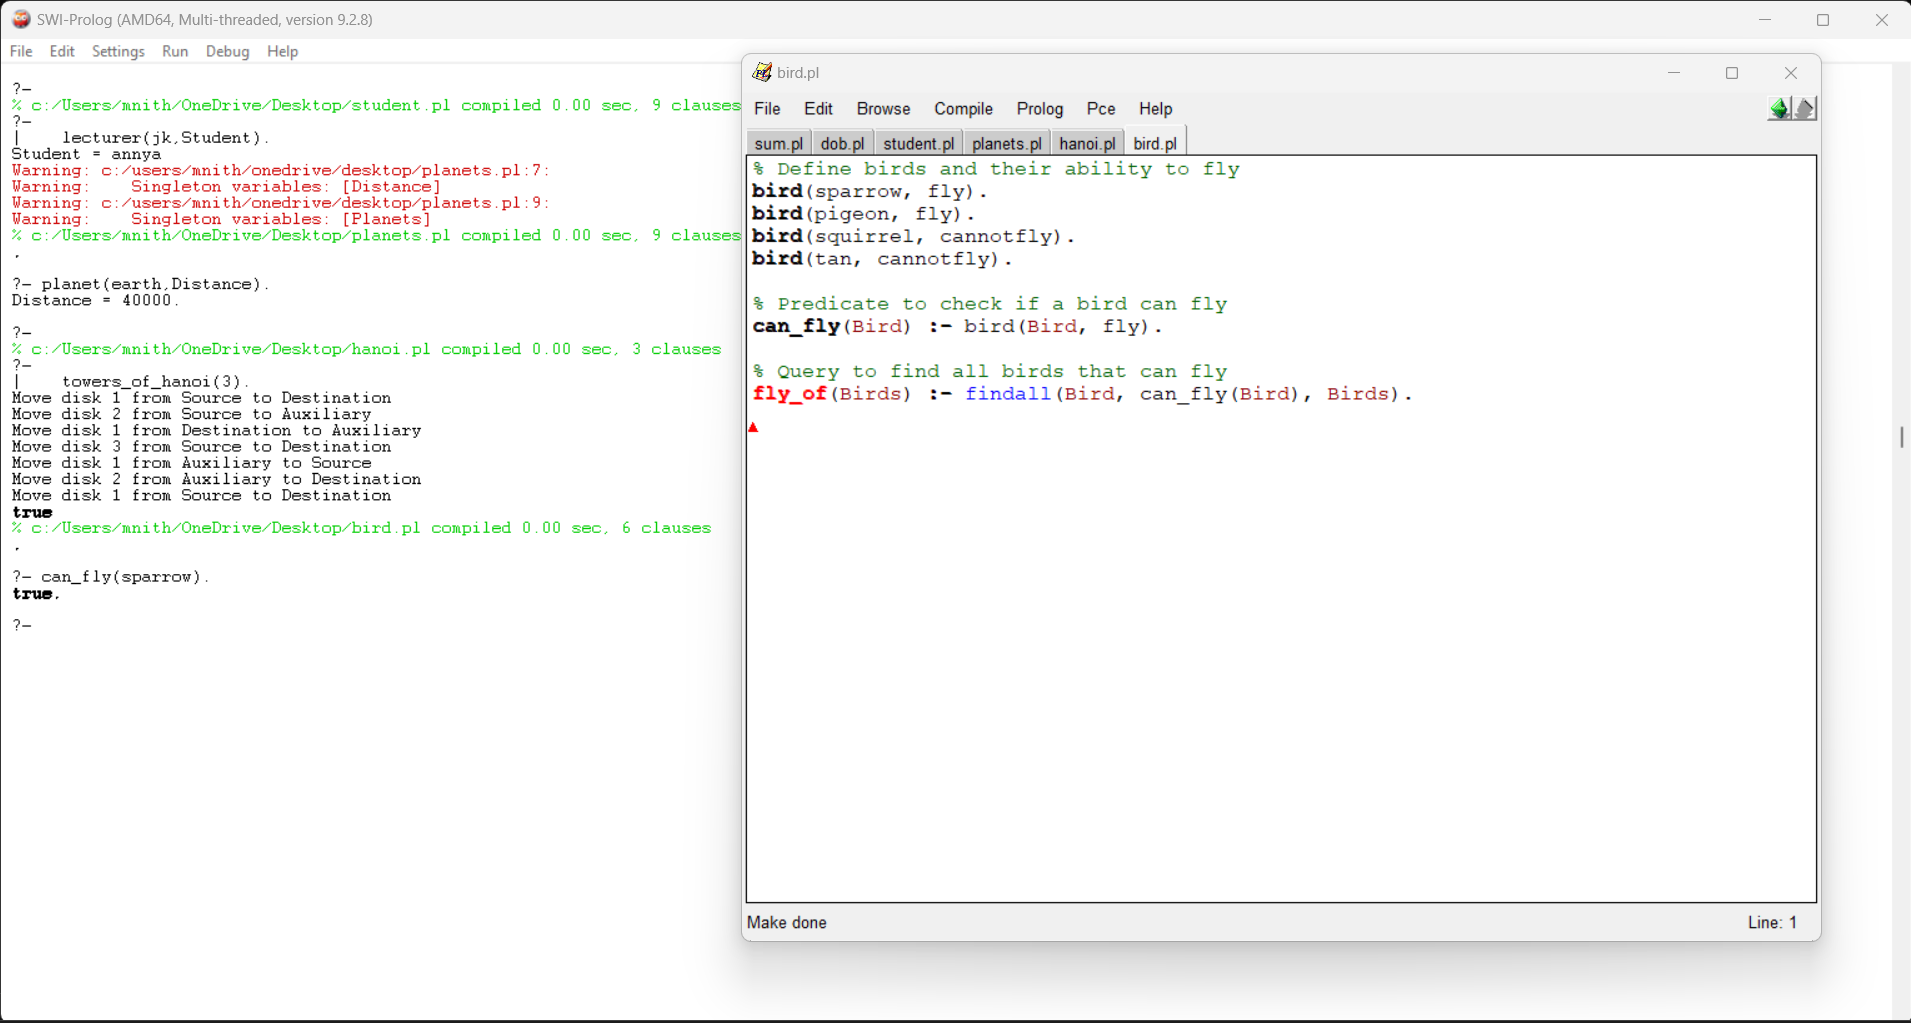 SWI-Prolog (AMD64, Multi-threaded, version 9.2.8)
File Edit Settings Run Debug Help
?-
% c:/Users/mnith/OneDrive/Desktop/student.pl compiled 0.00 sec, 9 clauses
?-
| lecturer(jk,Student).
Student = annya
Warning: c:/users/mnith/onedrive/desktop/planets.pl:7:
Warning: Singleton variables: [Distance]
Warning: c:/users/mnith/onedrive/desktop/planets.pl:9:
Warning: Singleton variables: [Planets]
% c:/Users/mnith/OneDrive/Desktop/planets.pl compiled 0.00 sec, 9 clauses
.
?- planet(earth,Distance).
Distance = 40000.
?-
% c:/Users/mnith/OneDrive/Desktop/hanoi.pl compiled 0.00 sec, 3 clauses
?-
| towers_of_hanoi(3).
Move disk 1 from Source to Destination
Move disk 2 from Source to Auxiliary
Move disk 1 from Destination to Auxiliary
Move disk 3 from Source to Destination
Move disk 1 from Auxiliary to Source
Move disk 2 from Auxiliary to Destination
Move disk 1 from Source to Destination
true
% c:/Users/mnith/OneDrive/Desktop/bird.pl compiled 0.00 sec, 6 clauses
.
?- can_fly(sparrow).
true.
?-
bird.pl
File Edit Browse Compile Prolog Pce Help
sum.pl dob.pl student.pl planets.pl hanoi.pl bird.pl
% Define birds and their ability to fly
bird(sparrow, fly).
bird(pigeon, fly).
bird(squirrel, cannotfly).
bird(tan, cannotfly).
% Predicate to check if a bird can fly
can_fly(Bird) :- bird(Bird, fly).
% Query to find all birds that can fly
fly_of(Birds) :- findall(Bird, can_fly(Bird), Birds).
Make done
Line: 1